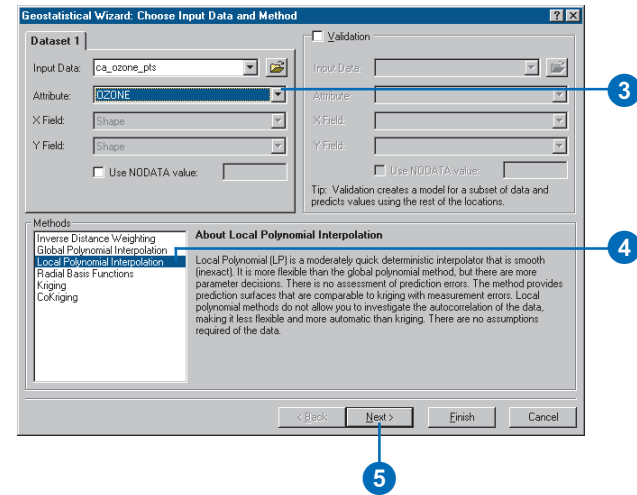 Geostatistical Wizard: Choose Input Data and Method
Dataset 1
Input Data: ca_ozone_pts
Attribute: OZONE
X Field: Shape
Y Field: Shape
Use NODATA value:
Validation
Input Data:
Attribute:
X Field:
Y Field:
Use NODATA value:
Tip: Validation creates a model for a subset of data and
predicts values using the rest of the locations.
3
Methods
Inverse Distance Weighting
Global Polynomial Interpolation
Local Polynomial Interpolation
Radial Basis Functions
Kriging
CoKriging
About Local Polynomial Interpolation
Local Polynomial (LP) is a moderately quick deterministic interpolator that is smooth
(inexact). It is more flexible than the global polynomial method, but there are more
parameter decisions. There is no assessment of prediction errors. The method provides
prediction surfaces that are comparable to kriging with measurement errors. Local
polynomial methods do not allow you to investigate the autocorrelation of the data,
making it less flexible and more automatic than kriging. There are no assumptions
required of the data.
4
< Back Next > Finish Cancel
5